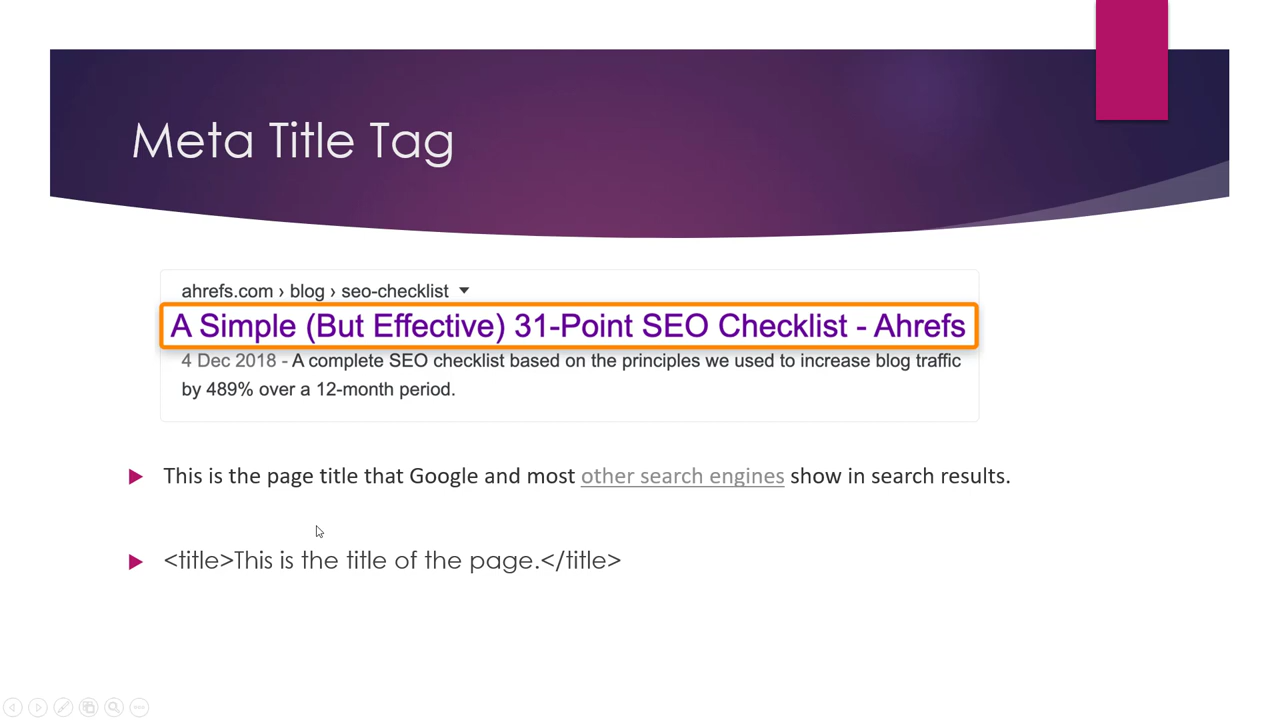 Meta Title Tag
ahrefs.com › blog › seo-checklist
A Simple (But Effective) 31-Point SEO Checklist - Ahrefs
4 Dec 2018 - A complete SEO checklist based on the principles we used to increase blog traffic
by 489% over a 12-month period.
This is the page title that Google and most other search engines show in search results.
<title>This is the title of the page.</title>